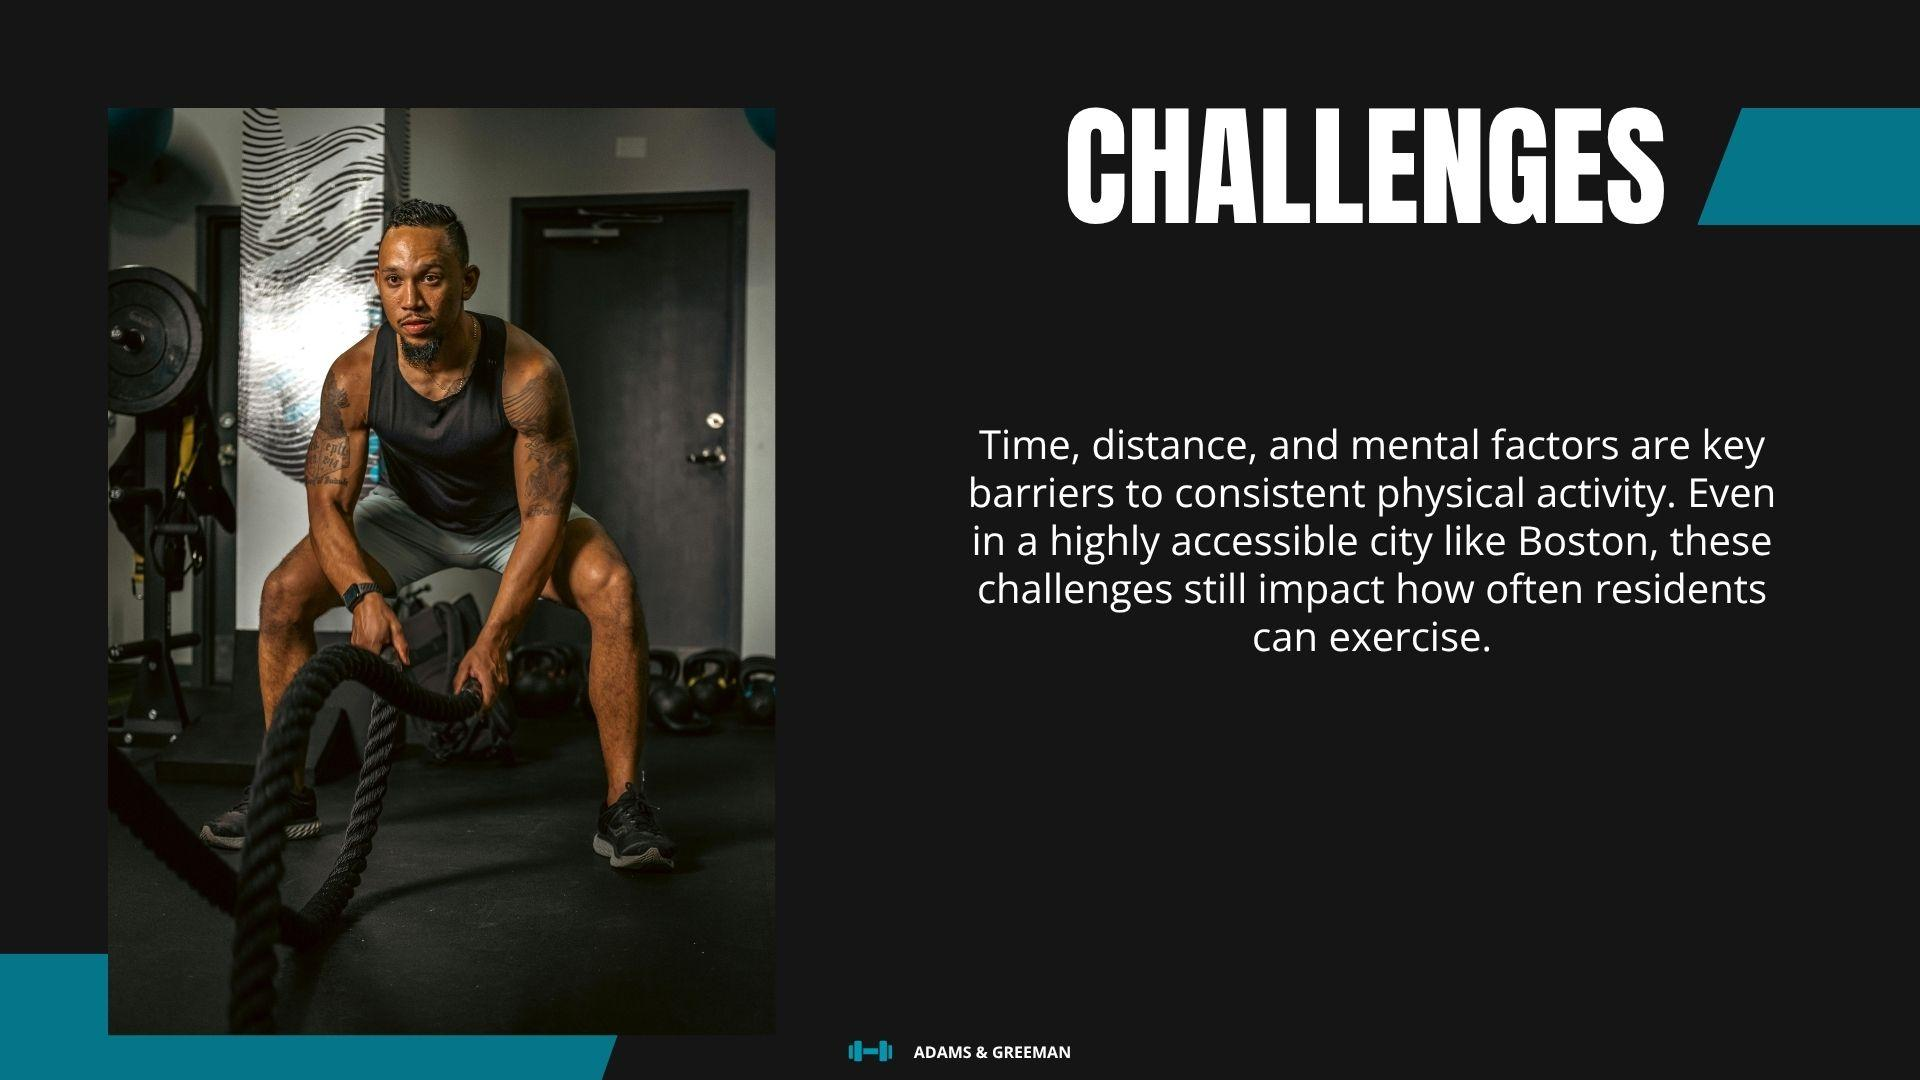 CHALLENGES
Time, distance, and mental factors are key
barriers to consistent physical activity. Even
in a highly accessible city like Boston, these
challenges still impact how often residents
can exercise.
ADAMS & GREEMAN